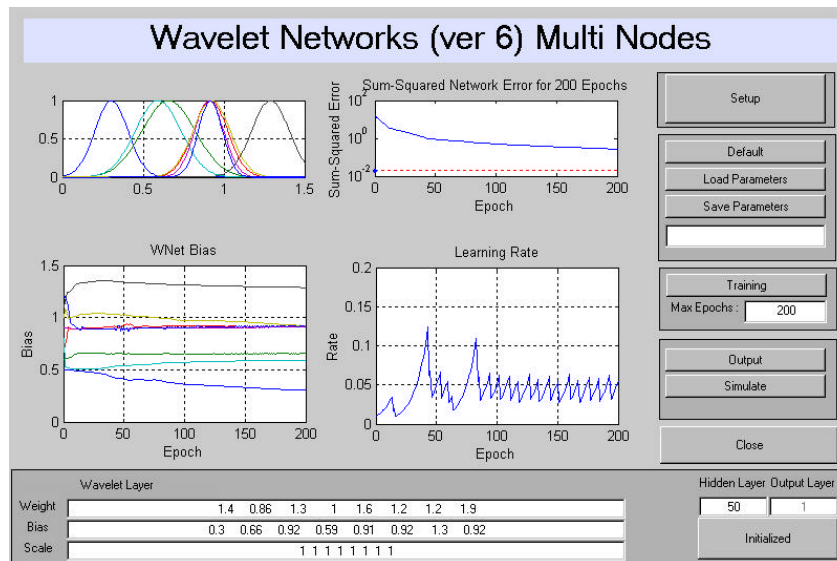 Wavelet Networks (ver 6) Multi Nodes
1
0.5
0
0 0.5 1 1.5
Sum-Squared Network Error for 200 Epochs
Sum-Squared Error
10^2
10^0
10^-2
0 50 100 150 200
Epoch
Setup
Default
Load Parameters
Save Parameters
WNet Bias
Bias
1.5
1
0.5
0
0 50 100 150 200
Epoch
Learning Rate
Rate
0.2
0.15
0.1
0.05
0
0 50 100 150 200
Epoch
Training
Max Epochs : 200
Output
Simulate
Close
Wavelet Layer
Weight 1.4 0.86 1.3 1 1.6 1.2 1.2 1.9
Bias 0.3 0.66 0.92 0.59 0.91 0.92 1.3 0.92
Scale 1 1 1 1 1 1 1 1
Hidden Layer Output Layer
50 1
Initialized